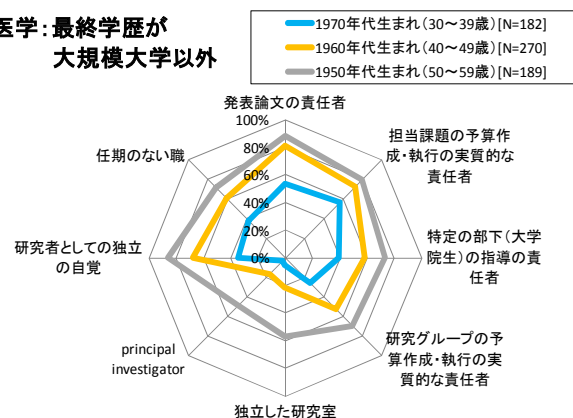 医学:最終学歴が
大規模大学以外
1970年代生まれ(30～39歳)[N=182]
1960年代生まれ(40～49歳)[N=270]
1950年代生まれ(50～59歳)[N=189]
発表論文の責任者
100%
80%
60%
40%
20%
0%
担当課題の予算作
成・執行の実質的な
責任者
特定の部下(大学
院生)の指導の責
任者
研究グループの予
算作成・執行の実
質的な責任者
独立した研究室
principal
investigator
研究者としての独立
の自覚
任期のない職